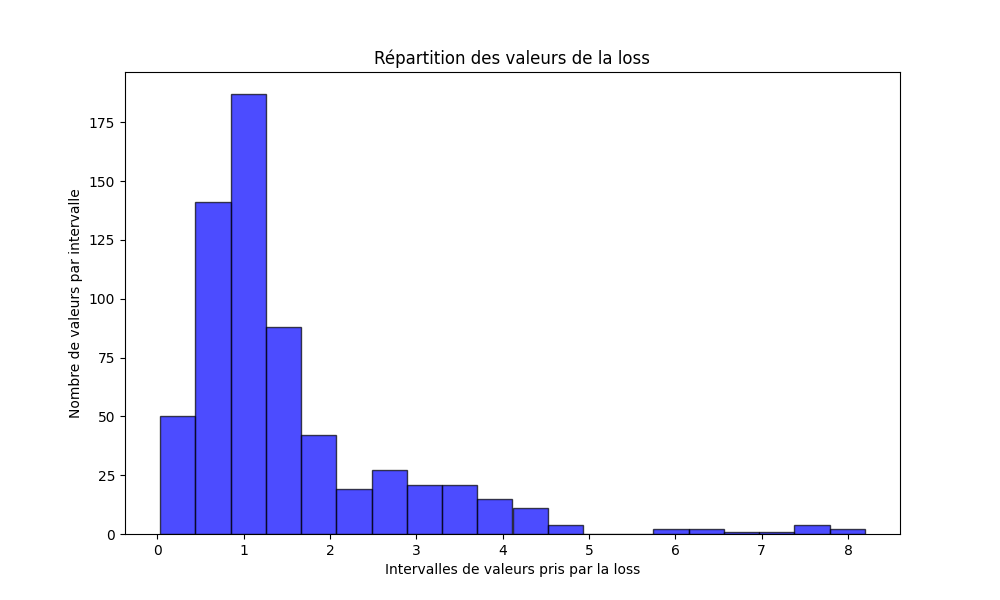 Répartition des valeurs de la loss
175
150
125
100
75
50
25
0
Nombre de valeurs par intervalle
0 1 2 3 4 5 6 7 8
Intervalles de valeurs pris par la loss